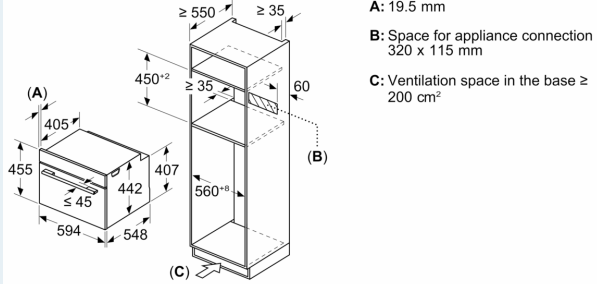 ≥ 550
≥ 35
A: 19.5 mm
B: Space for appliance connection
320 x 115 mm
C: Ventilation space in the base ≥
200 cm²
450⁺²
≥ 35
60
(A)
405
(B)
455
442
407
≤ 45
560⁺⁸
594
548
(C)